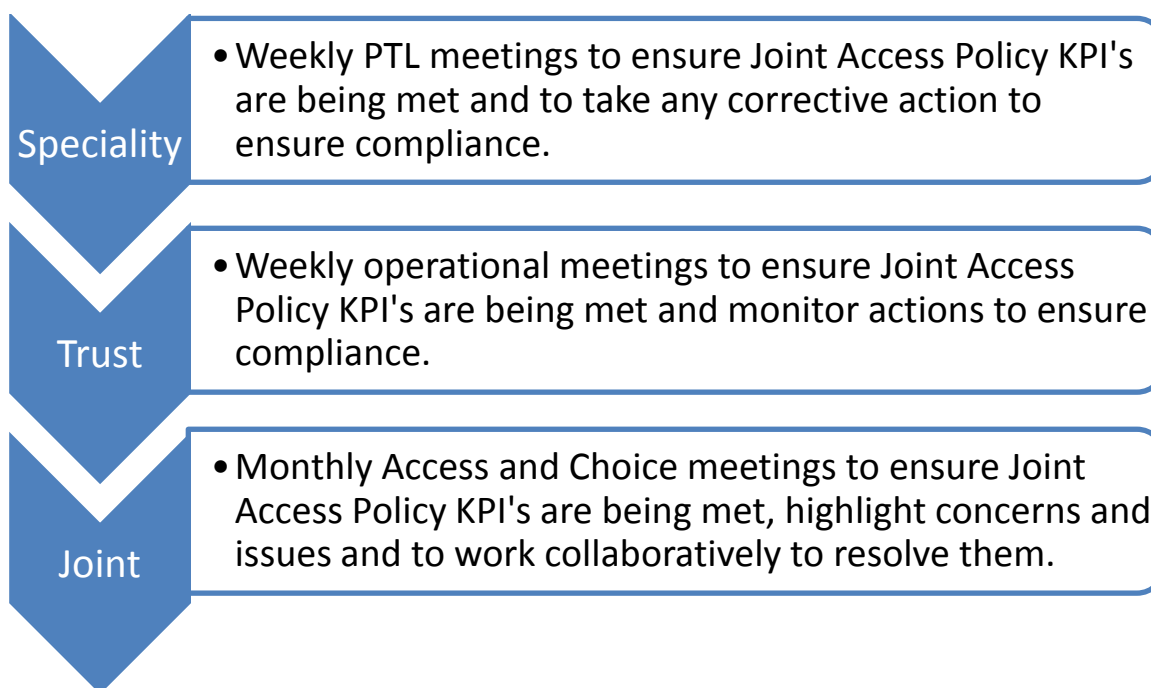 Speciality
• Weekly PTL meetings to ensure Joint Access Policy KPI's
are being met and to take any corrective action to
ensure compliance.
Trust
• Weekly operational meetings to ensure Joint Access
Policy KPI's are being met and monitor actions to ensure
compliance.
Joint
• Monthly Access and Choice meetings to ensure Joint
Access Policy KPI's are being met, highlight concerns and
issues and to work collaboratively to resolve them.